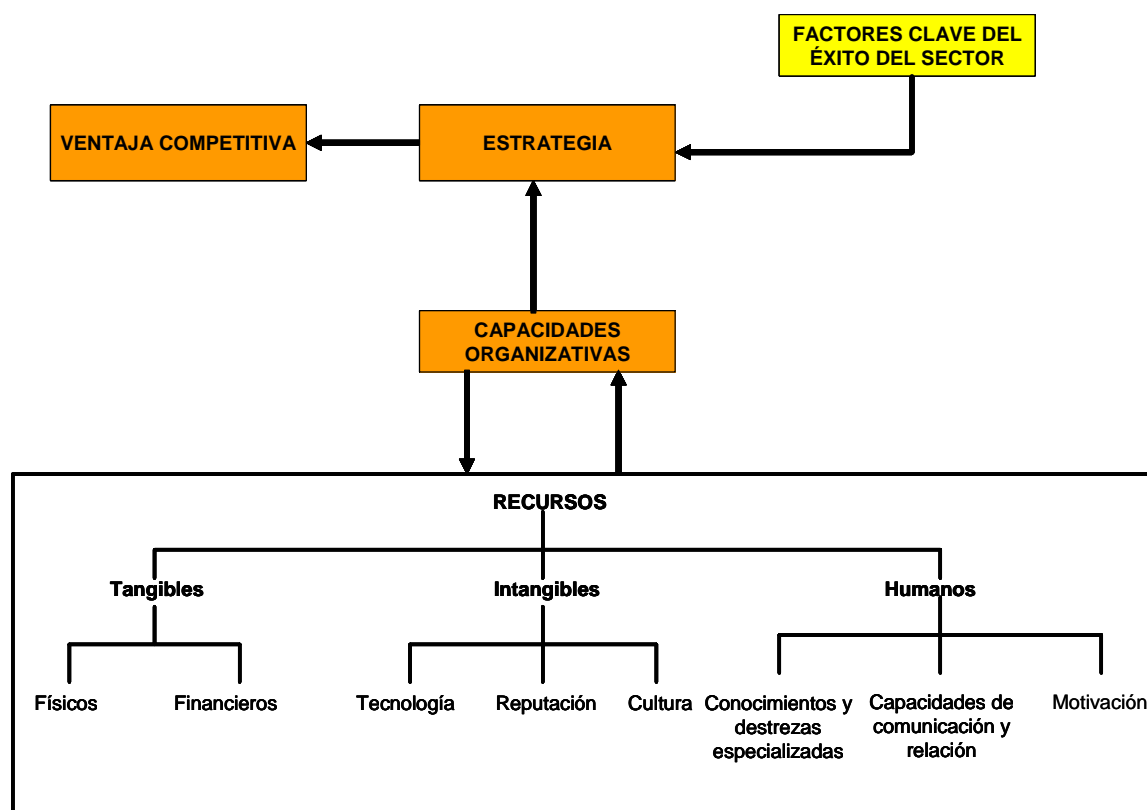 FACTORES CLAVE DEL
ÉXITO DEL SECTOR
VENTAJA COMPETITIVA
ESTRATEGIA
CAPACIDADES
ORGANIZATIVAS
RECURSOS
Tangibles
Intangibles
Humanos
Físicos
Financieros
Tecnología
Reputación
Cultura
Conocimientos y
destrezas
especializadas
Capacidades de
comunicación y
relación
Motivación